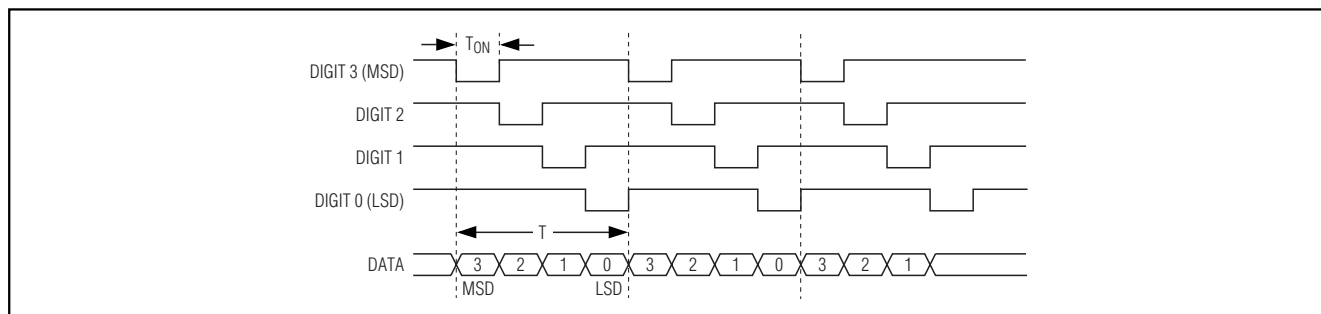 TON
DIGIT 3 (MSD)
DIGIT 2
DIGIT 1
DIGIT 0 (LSD)
T
DATA 3 2 1 0 3 2 1 0 3 2 1
MSD LSD